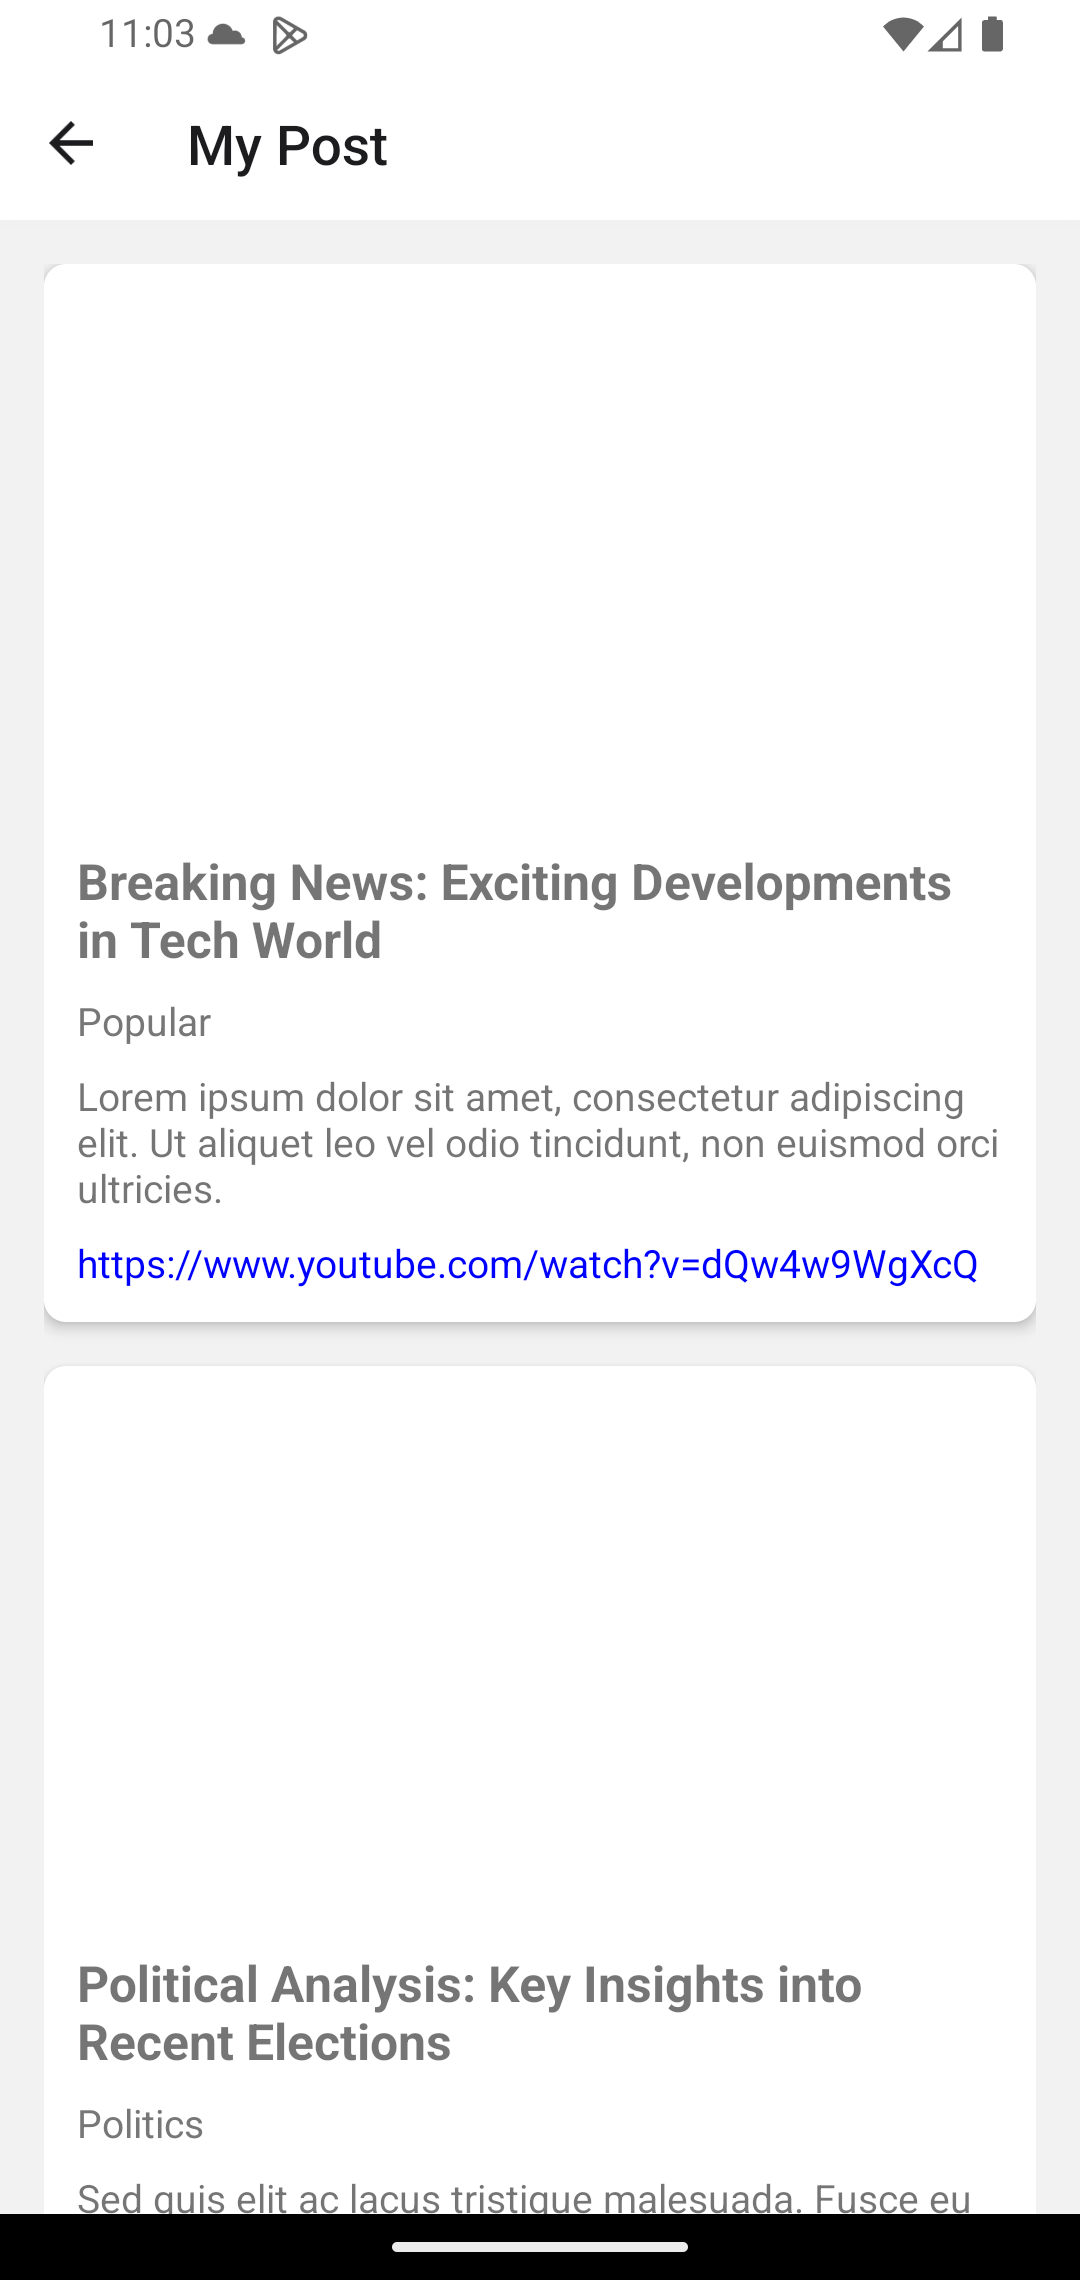 11:03
My Post
Breaking News: Exciting Developments
in Tech World
Popular
Lorem ipsum dolor sit amet, consectetur adipiscing
elit. Ut aliquet leo vel odio tincidunt, non euismod orci
ultricies.
https://www.youtube.com/watch?v=dQw4w9WgXcQ
Political Analysis: Key Insights into
Recent Elections
Politics
Sed quis elit ac lacus tristique malesuada. Fusce eu